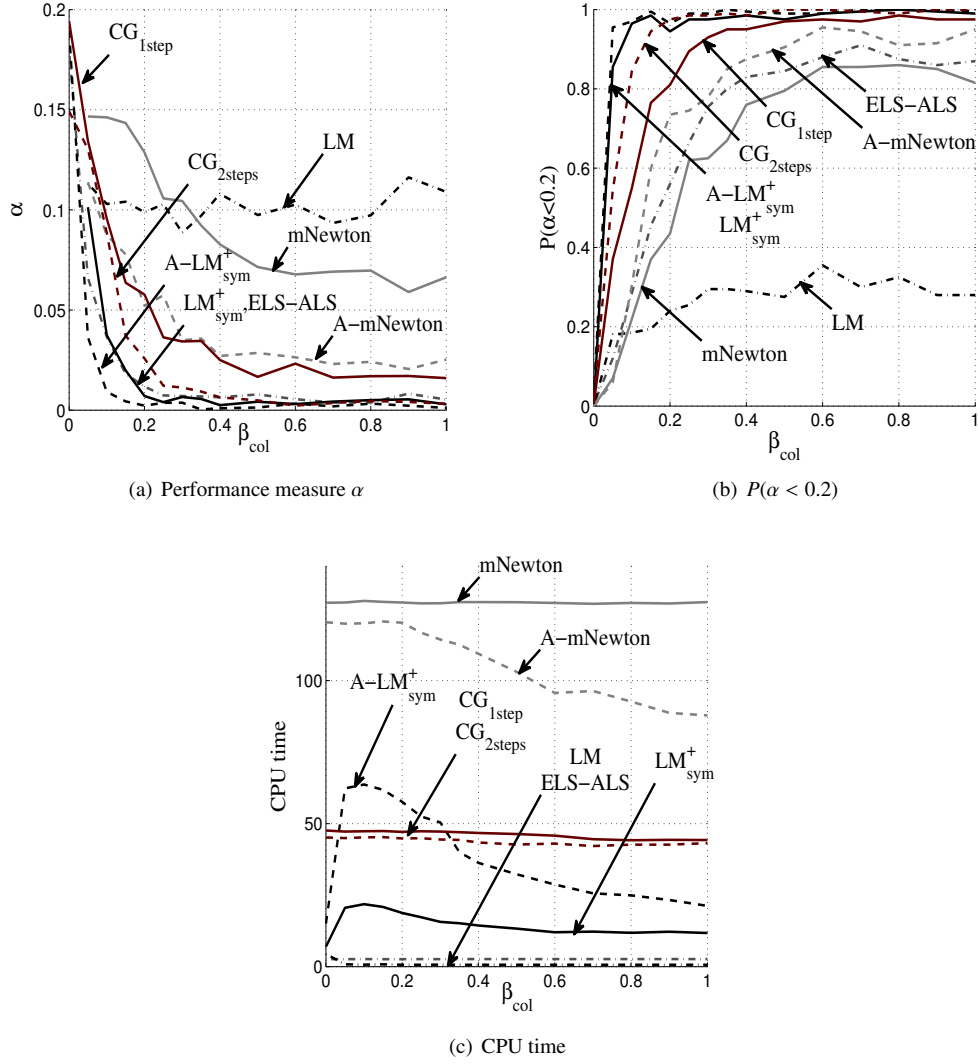 0.2
0.15
0.1
0.05
0
α
CG1step
CG2steps
LM
mNewton
A−LM+sym
LM+sym,ELS−ALS
A−mNewton
0 0.2 0.4 0.6 0.8 1
βcol
(a) Performance measure α
1
0.8
0.6
0.4
0.2
0
P(α<0.2)
ELS−ALS
A−mNewton
CG1step
CG2steps
A−LM+sym
LM+sym
LM
mNewton
0 0.2 0.4 0.6 0.8 1
βcol
(b) P(α < 0.2)
100
50
0
CPU time
mNewton
A−mNewton
A−LM+sym
CG1step
CG2steps
LM
ELS−ALS
LM+sym
0 0.2 0.4 0.6 0.8 1
βcol
(c) CPU time